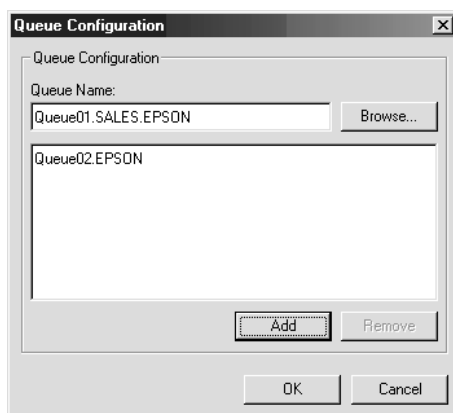 Queue Configuration
Queue Configuration
Queue Name:
Queue01.SALES.EPSON
Browse...
Queue02.EPSON
Add
Remove
OK
Cancel